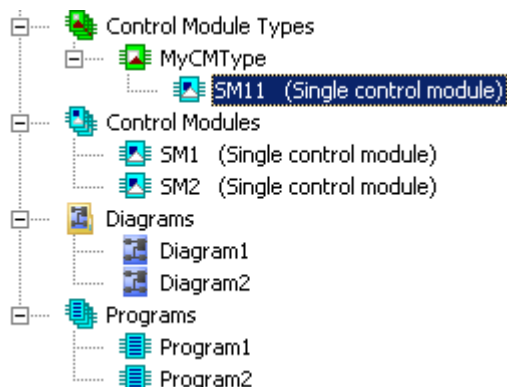 Control Module Types
MyCMType
SM11 (Single control module)
Control Modules
SM1 (Single control module)
SM2 (Single control module)
Diagrams
Diagram1
Diagram2
Programs
Program1
Program2